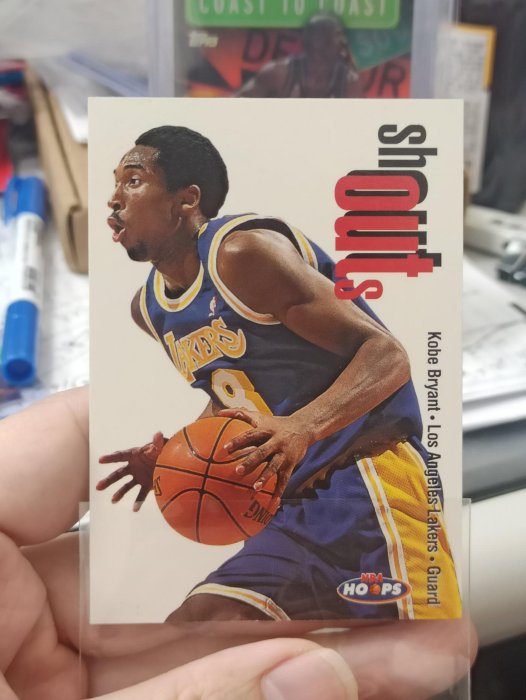 COAST TO COAST
Topps
shouts
Kobe Bryant • Los Angeles Lakers • Guard
LAKERS
8
NBA
HOOPS